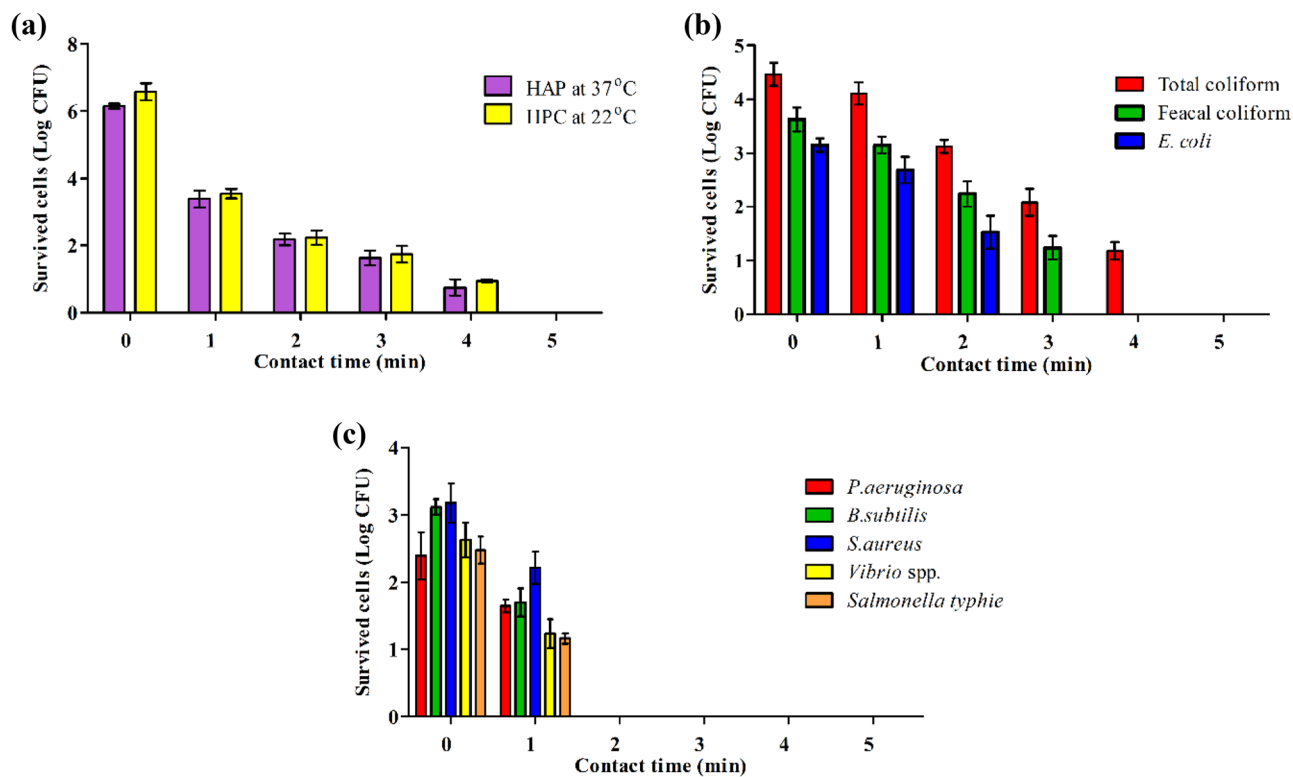 (a)
Survived cells (Log CFU)
8
6
4
2
0
0 1 2 3 4 5
Contact time (min)
HAP at 37°C
HPC at 22°C
(b)
Survived cells (Log CFU)
5
4
3
2
1
0
0 1 2 3 4 5
Contact time (min)
Total coliform
Feacal coliform
E. coli
(c)
Survived cells (Log CFU)
4
3
2
1
0
0 1 2 3 4 5
Contact time (min)
P.aeruginosa
B.subtilis
S.aureus
Vibrio spp.
Salmonella typhie